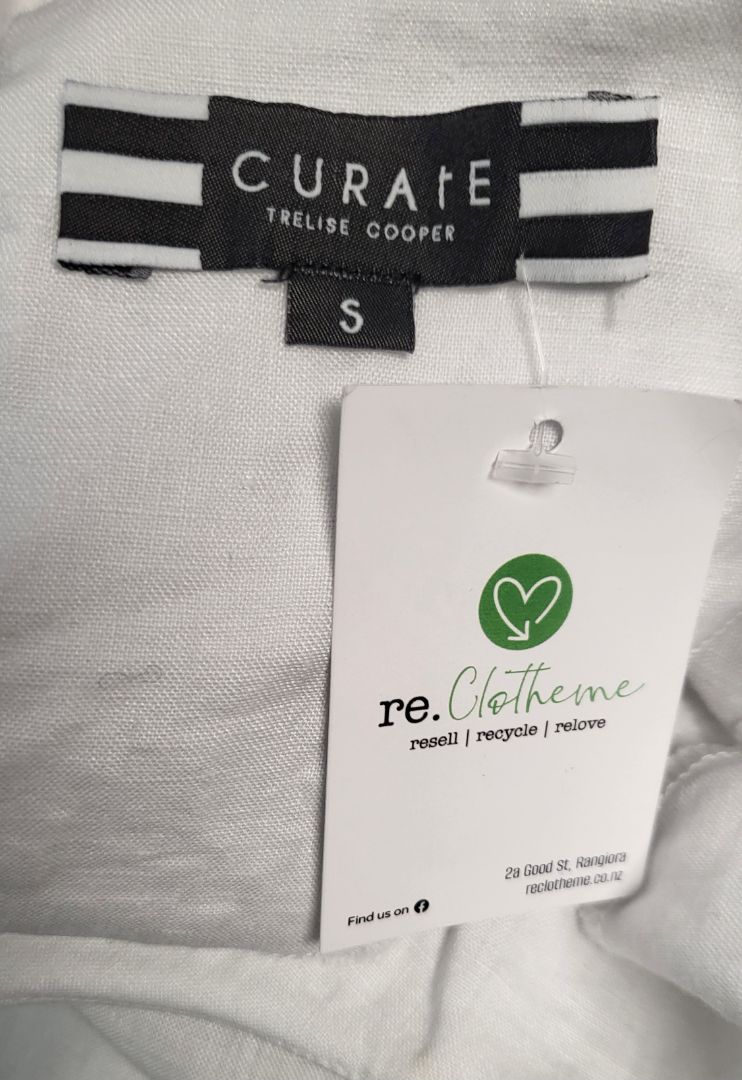 CURATE
TRELISE COOPER
S
re.Clotheme
resell | recycle | relove
2a Good St, Rangiora
reclotheme.co.nz
Find us on